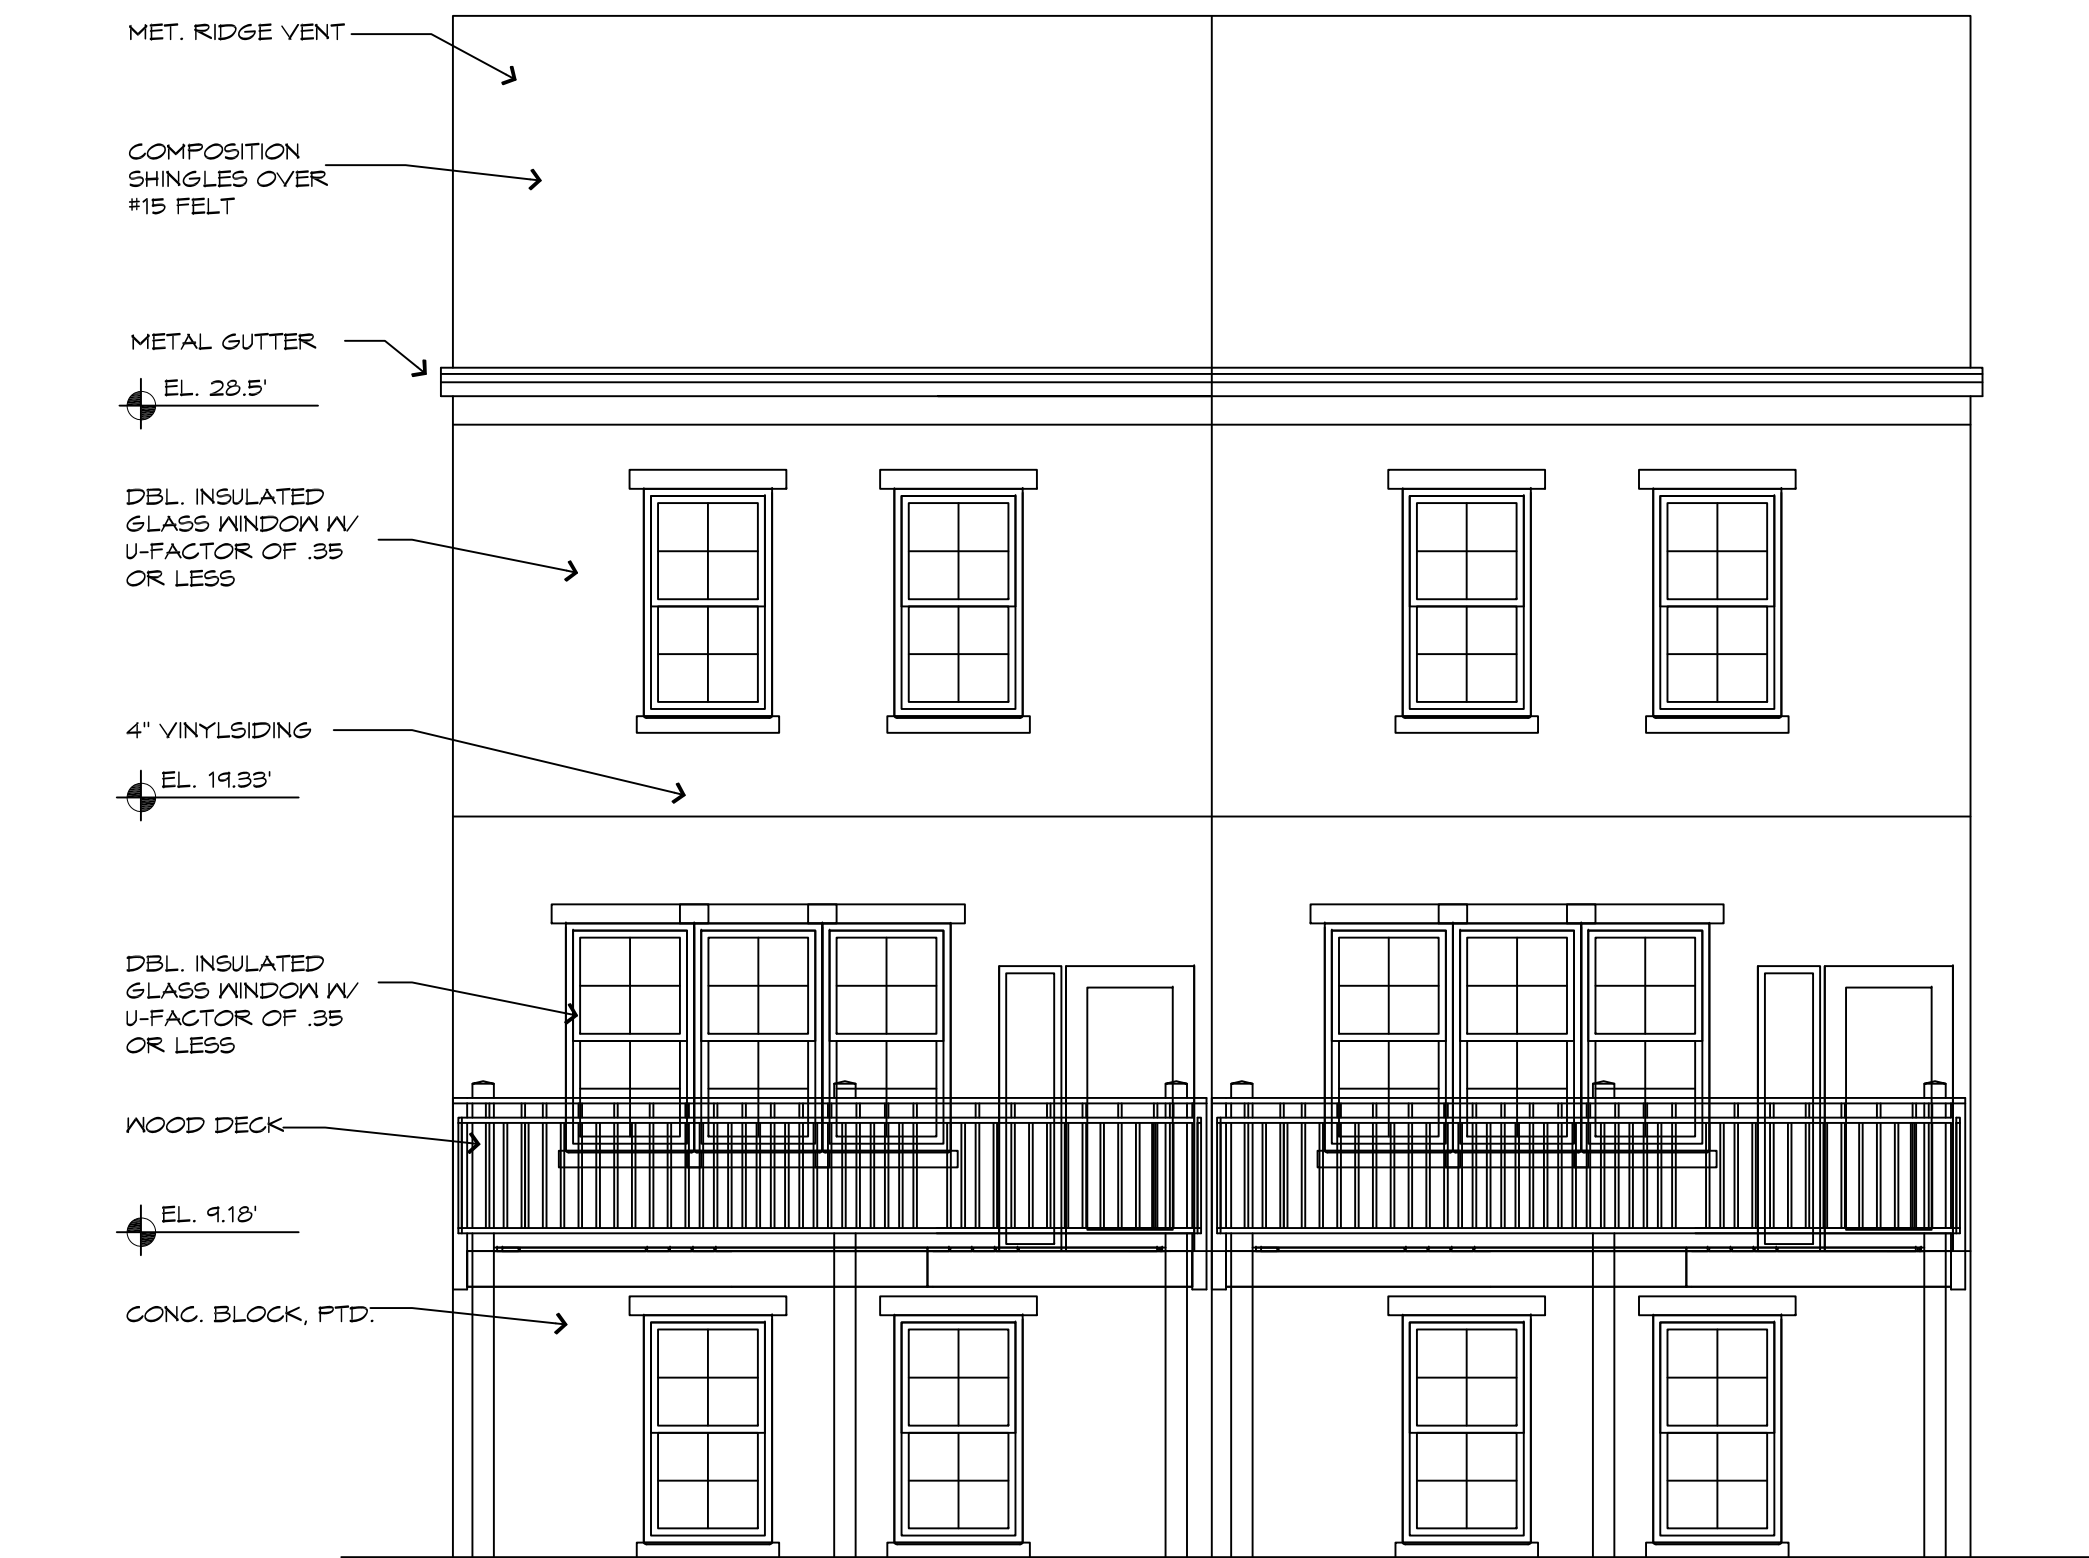 MET. RIDGE VENT
COMPOSITION
SHINGLES OVER
#15 FELT
METAL GUTTER
EL. 28.5'
DBL. INSULATED
GLASS WINDOW W/
U-FACTOR OF .35
OR LESS
4" VINYLSIDING
EL. 19.33'
DBL. INSULATED
GLASS WINDOW W/
U-FACTOR OF .35
OR LESS
WOOD DECK
EL. 9.18'
CONC. BLOCK, PTD.